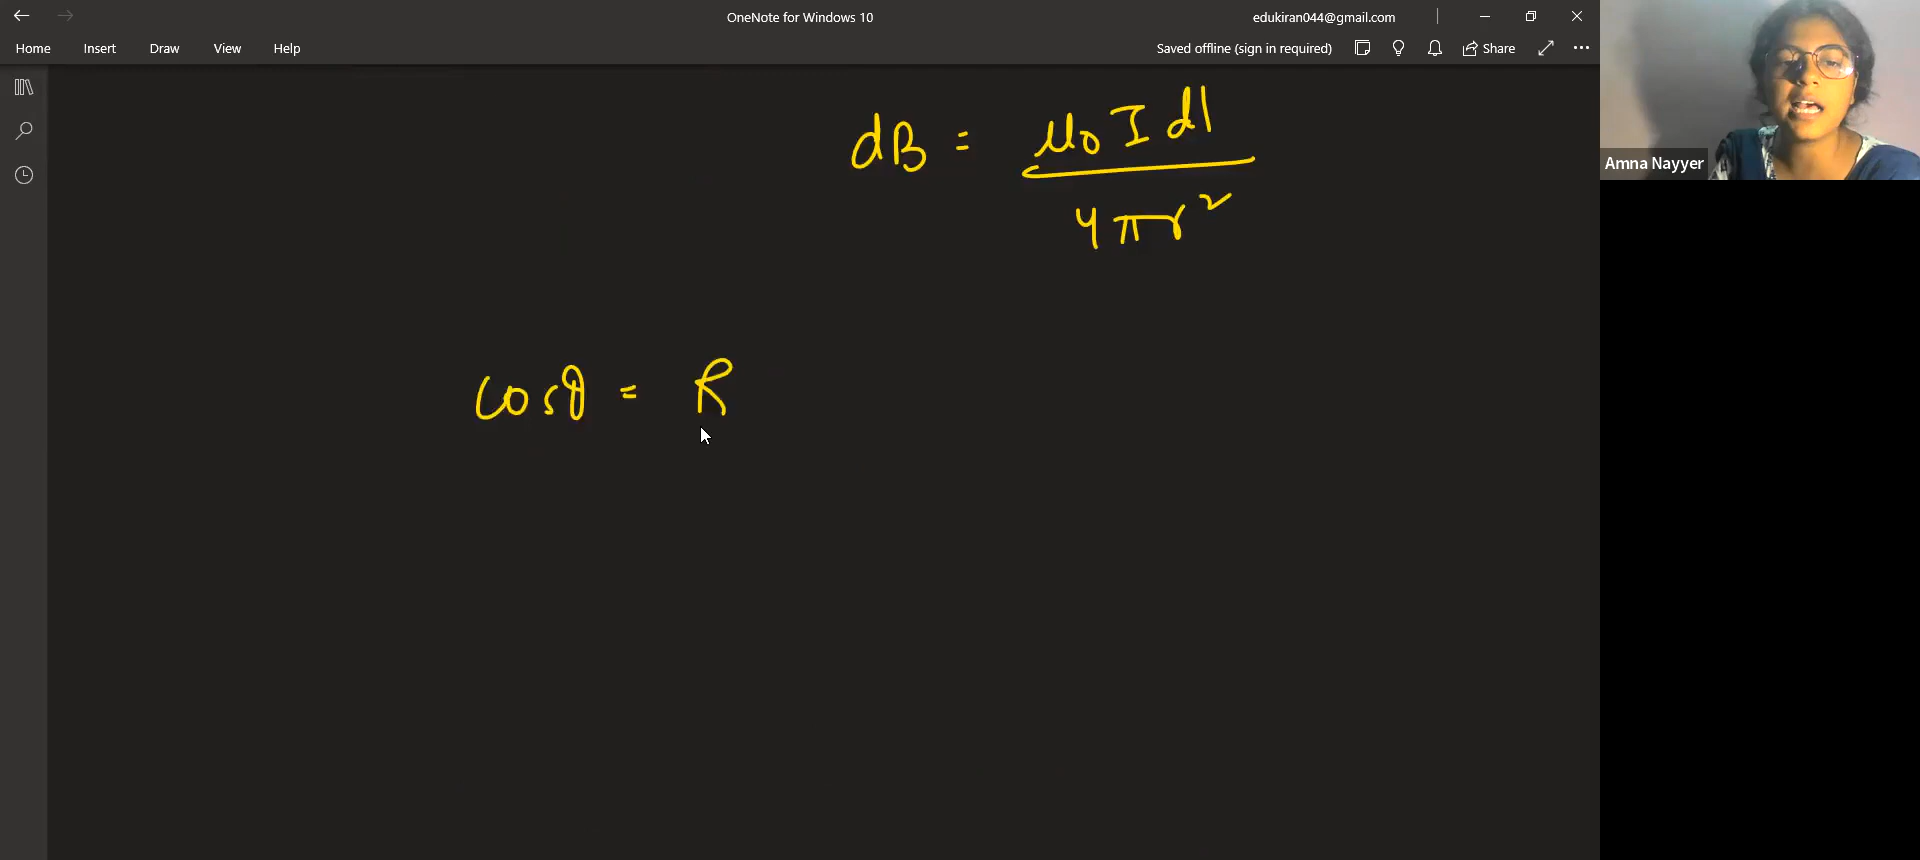 OneNote for Windows 10
edukiran044@gmail.com
Home Insert Draw View Help
Saved offline (sign in required) Share
Amna Nayyer
dB = μ₀ I dl
4πr²
cosθ = R